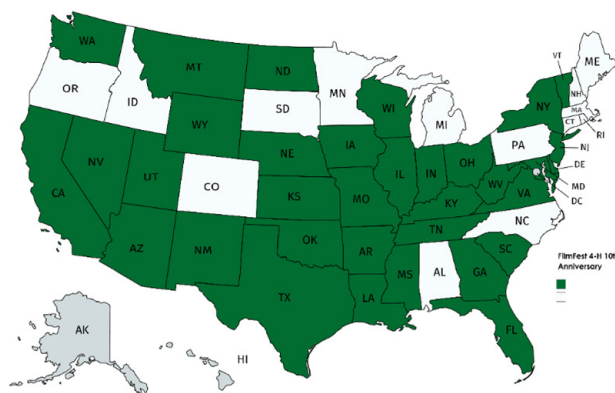 WA
MT
ND
MN
VT
ME
OR
ID
SD
WI
MI
NY
NH
MA
CT
RI
WY
IA
NE
PA
NJ
NV
UT
CO
IL
IN
OH
DE
WV
VA
MD
DC
CA
KS
MO
KY
NC
TN
AZ
NM
OK
AR
SC
MS
AL
GA
TX
LA
FL
AK
HI
FilmFest 4-H 10t
Anniversary